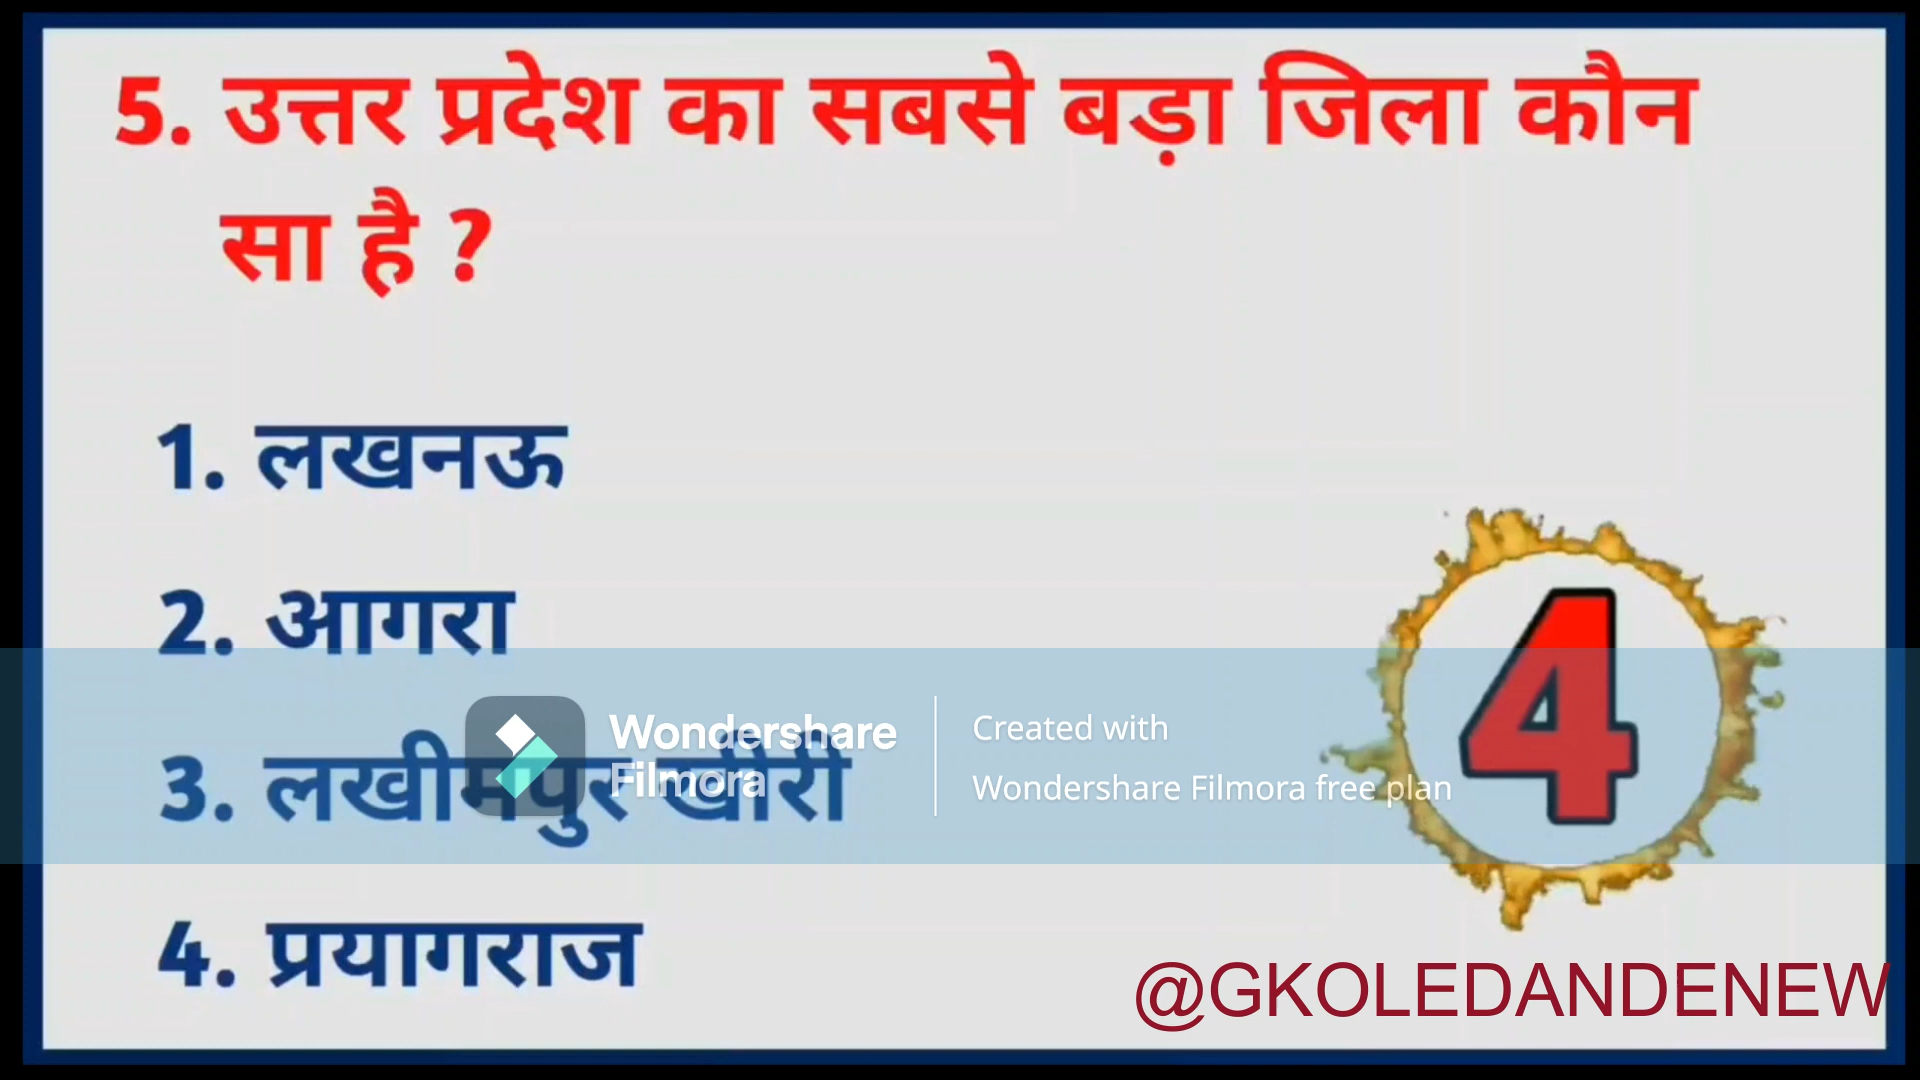 5. उत्तर प्रदेश का सबसे बड़ा जिला कौन
सा है ?
1. लखनऊ
2. आगरा
3. लखीमपुर खीरी
4. प्रयागराज
4
Wondershare
Filmora
Created with
Wondershare Filmora free plan
@GKOLEDANDENEW